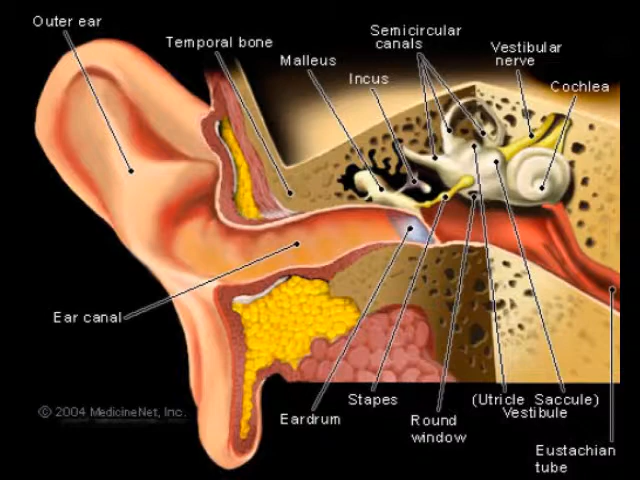 Outer ear
Temporal bone
Malleus
Incus
Semicircular
canals
Vestibular
nerve
Cochlea
Ear canal
© 2004 MedicineNet, Inc.
Eardrum
Stapes
Round
window
(Utricle Saccule)
Vestibule
Eustachian
tube